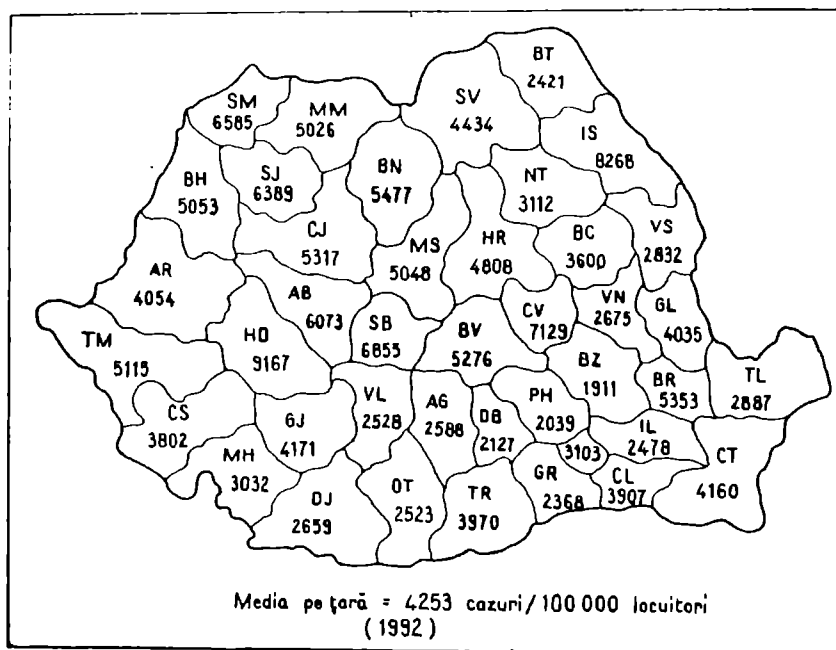 BT
2421
SM
6585
MM
5026
SV
4434
IS
8268
BH
5053
SJ
6389
BN
5477
NT
3112
CJ
5317
MS
5048
HR
4808
BC
3600
VS
2832
AR
4054
AB
6073
SB
6855
BV
5276
CV
7129
VN
2675
GL
4035
TM
5115
HD
9167
BZ
1911
BR
5353
TL
2887
CS
3802
GJ
4171
VL
2528
AG
2588
DB
2127
PH
2039
3103
IL
2478
CT
4160
MH
3032
DJ
2659
OT
2523
TR
3970
GR
2368
CL
3907
Media pe țară = 4253 cazuri/100 000 locuitori
(1992)